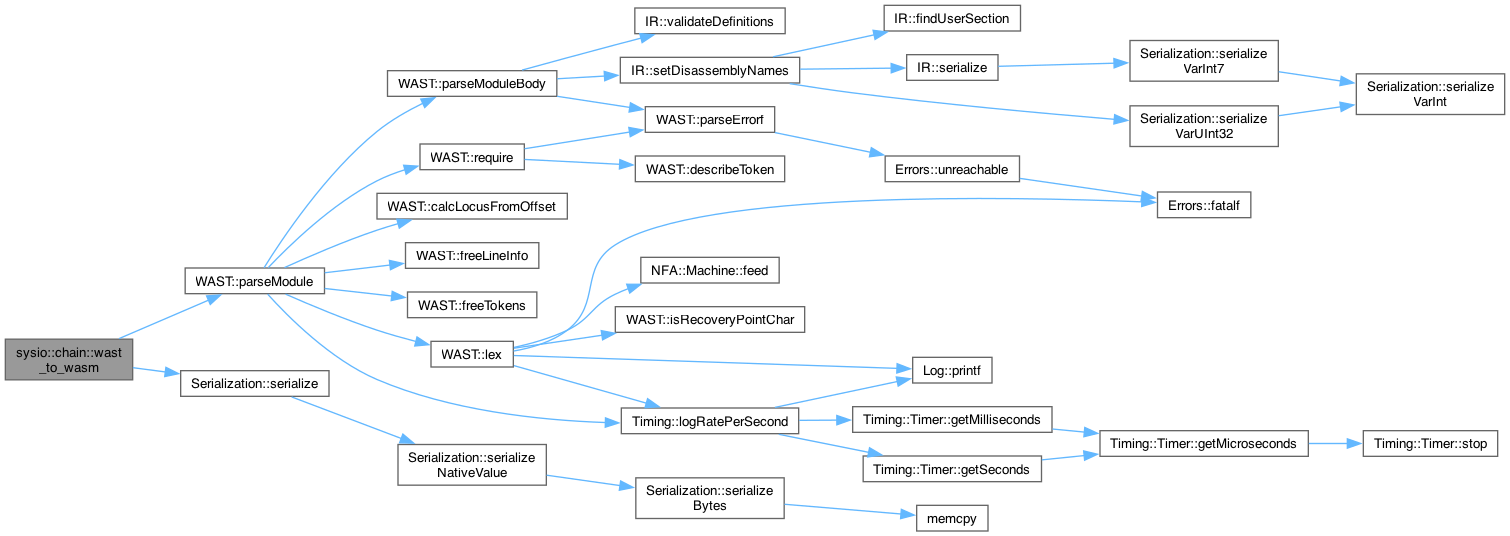 IR::validateDefinitions
IR::findUserSection
WAST::parseModuleBody
IR::setDisassemblyNames
IR::serialize
Serialization::serialize
VarInt7
Serialization::serialize
VarInt
WAST::parseErrorf
Serialization::serialize
VarUInt32
WAST::require
WAST::describeToken
Errors::unreachable
WAST::calcLocusFromOffset
Errors::fatalf
WAST::freeLineInfo
WAST::parseModule
NFA::Machine::feed
WAST::freeTokens
WAST::isRecoveryPointChar
sysio::chain::wast
_to_wasm
WAST::lex
Log::printf
Serialization::serialize
Timing::logRatePerSecond
Timing::Timer::getMilliseconds
Timing::Timer::getMicroseconds
Timing::Timer::stop
Timing::Timer::getSeconds
Serialization::serialize
NativeValue
Serialization::serialize
Bytes
memcpy